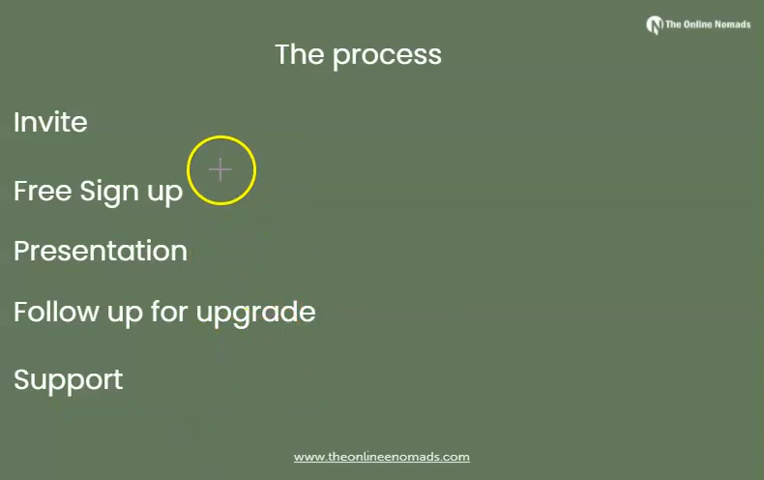 The Online Nomads
The process
Invite
Free Sign up
Presentation
Follow up for upgrade
Support
www.theonlineenomads.com